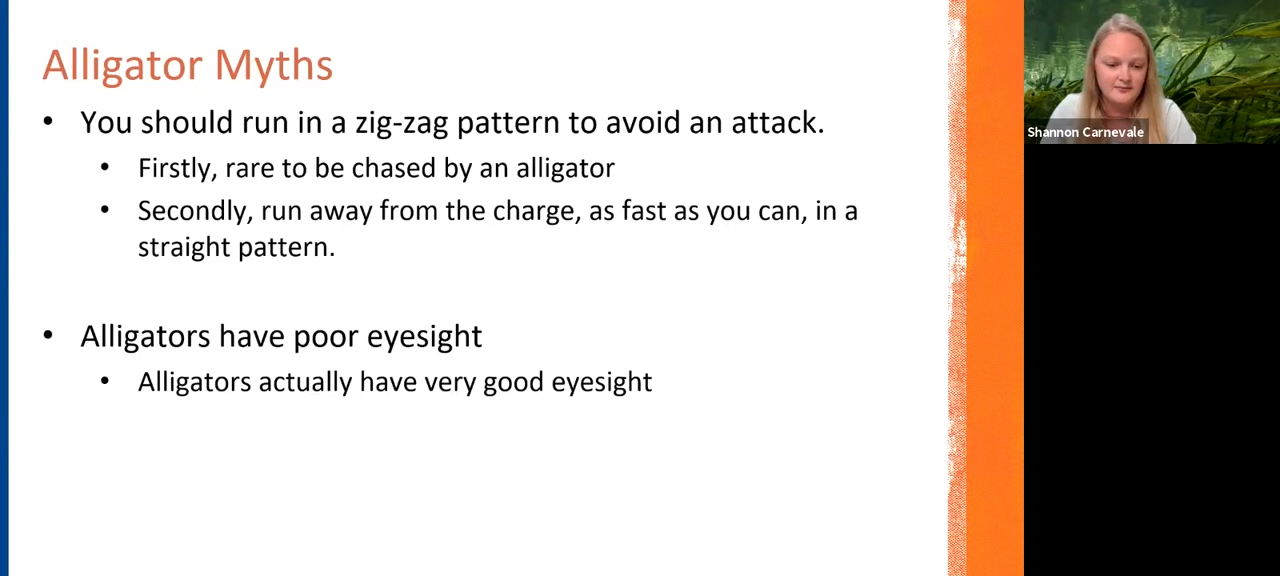 Alligator Myths
• You should run in a zig-zag pattern to avoid an attack.
• Firstly, rare to be chased by an alligator
• Secondly, run away from the charge, as fast as you can, in a
straight pattern.
• Alligators have poor eyesight
• Alligators actually have very good eyesight
Shannon Carnevale